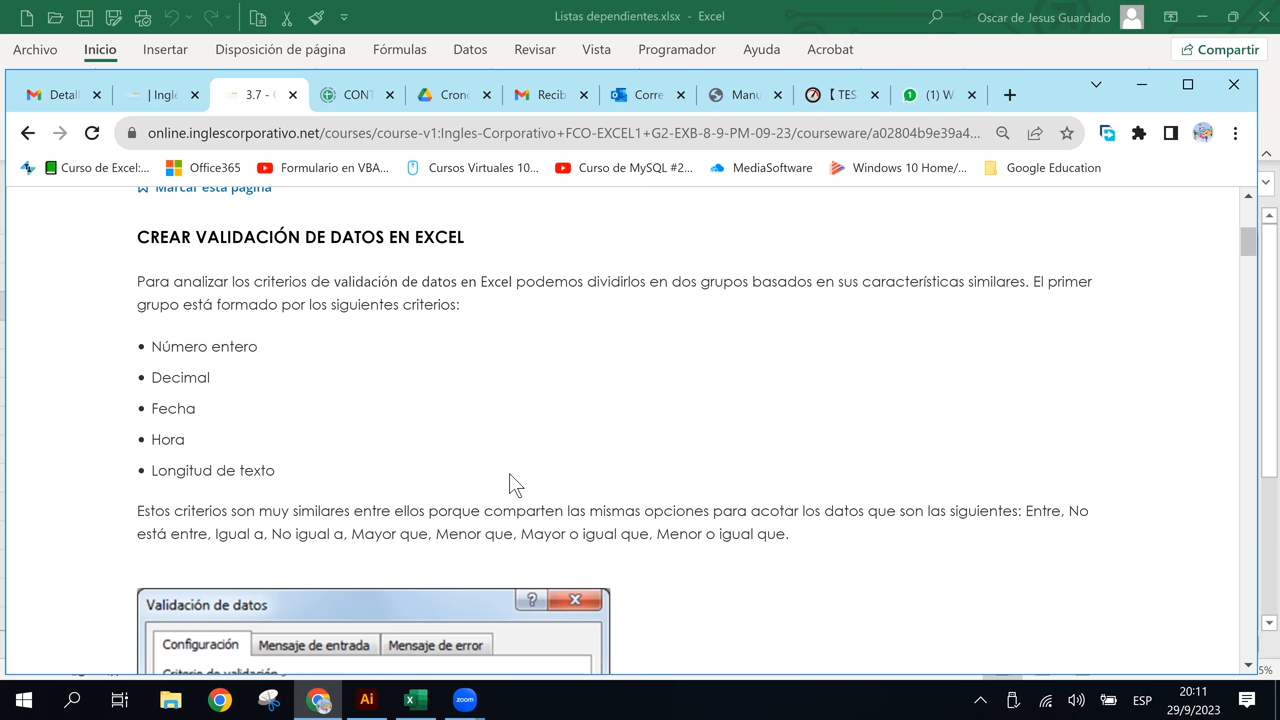 Listas dependientes.xlsx - Excel
Oscar de Jesus Guardado
Archivo
Inicio
Insertar
Disposición de página
Fórmulas
Datos
Revisar
Vista
Programador
Ayuda
Acrobat
Compartir
Detall
| Ingle
3.7 -
CONT
Crono
Recib
Corre
Manu
【 TES
(1) W
online.inglescorporativo.net/courses/course-v1:Ingles-Corporativo+FCO-EXCEL1+G2-EXB-8-9-PM-09-23/courseware/a02804b9e39a4...
Curso de Excel:...
Office365
Formulario en VBA...
Cursos Virtuales 10...
Curso de MySQL #2...
MediaSoftware
Windows 10 Home/...
Google Education
Marcar esta página
CREAR VALIDACIÓN DE DATOS EN EXCEL
Para analizar los criterios de validación de datos en Excel podemos dividirlos en dos grupos basados en sus características similares. El primer
grupo está formado por los siguientes criterios:
• Número entero
• Decimal
• Fecha
• Hora
• Longitud de texto
Estos criterios son muy similares entre ellos porque comparten las mismas opciones para acotar los datos que son las siguientes: Entre, No
está entre, Igual a, No igual a, Mayor que, Menor que, Mayor o igual que, Menor o igual que.
Validación de datos
Configuración
Mensaje de entrada
Mensaje de error
Criterio de validación
5%
Ai
zoom
ESP
20:11
29/9/2023